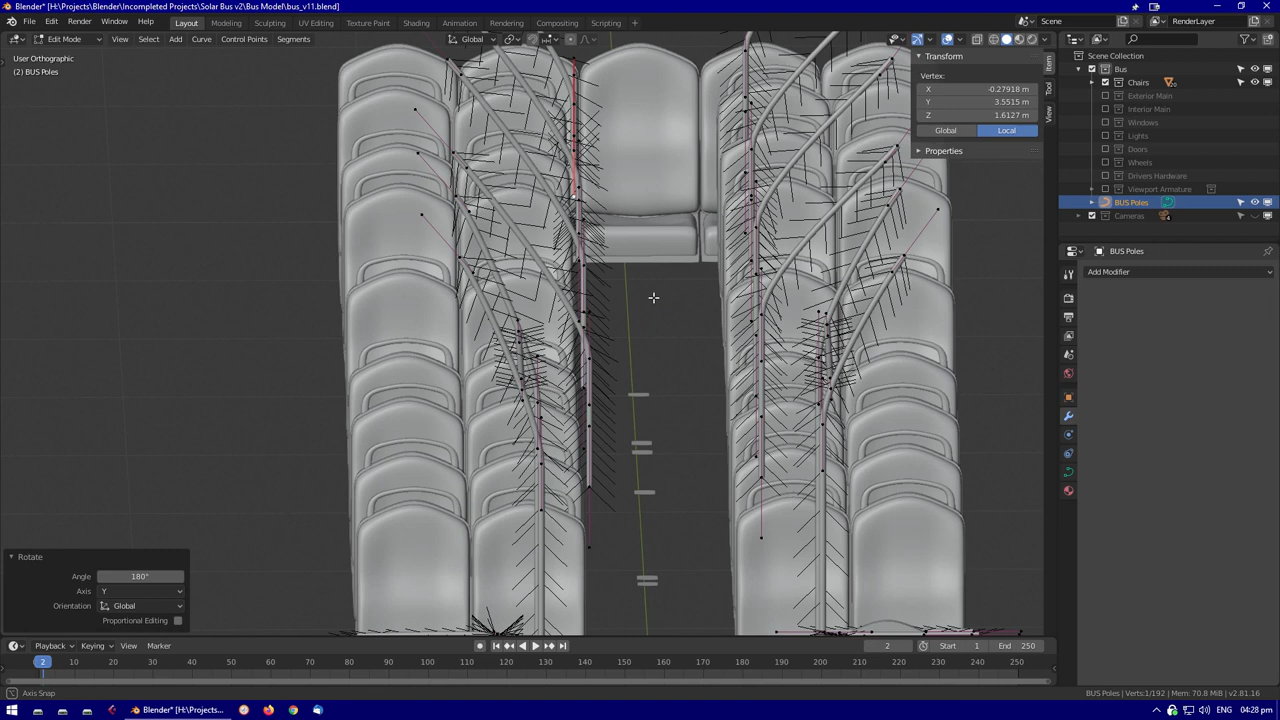 Blender* [H:\Projects\Blender\Incompleted Projects\Solar Bus v2\Bus Model\bus_v11.blend]
File Edit Render Window Help Layout Modeling Sculpting UV Editing Texture Paint Shading Animation Rendering Compositing Scripting + Scene RenderLayer
Edit Mode View Select Add Curve Control Points Segments Global
User Orthographic
(2) BUS Poles
Transform
Vertex:
X -0.27918 m
Y 3.5515 m
Z 1.6127 m
Global Local
Properties
Item
Tool
View
Scene Collection
Bus
Chairs 20
Exterior Main
Interior Main
Windows
Lights
Doors
Wheels
Drivers Hardware
Viewport Armature
BUS Poles
Cameras 4
BUS Poles
Add Modifier
Rotate
Angle 180°
Axis Y
Orientation Global
Proportional Editing
Playback Keying View Marker 2 Start 1 End 250
2 10 20 30 40 50 60 70 80 90 100 110 120 130 140 150 160 170 180 190 200 210 220 230 240 250
Axis Snap BUS Poles | Verts:1/192 | Mem: 70.8 MiB | v2.81.16
Blender* [H:\Projects... ENG 04:28 pm